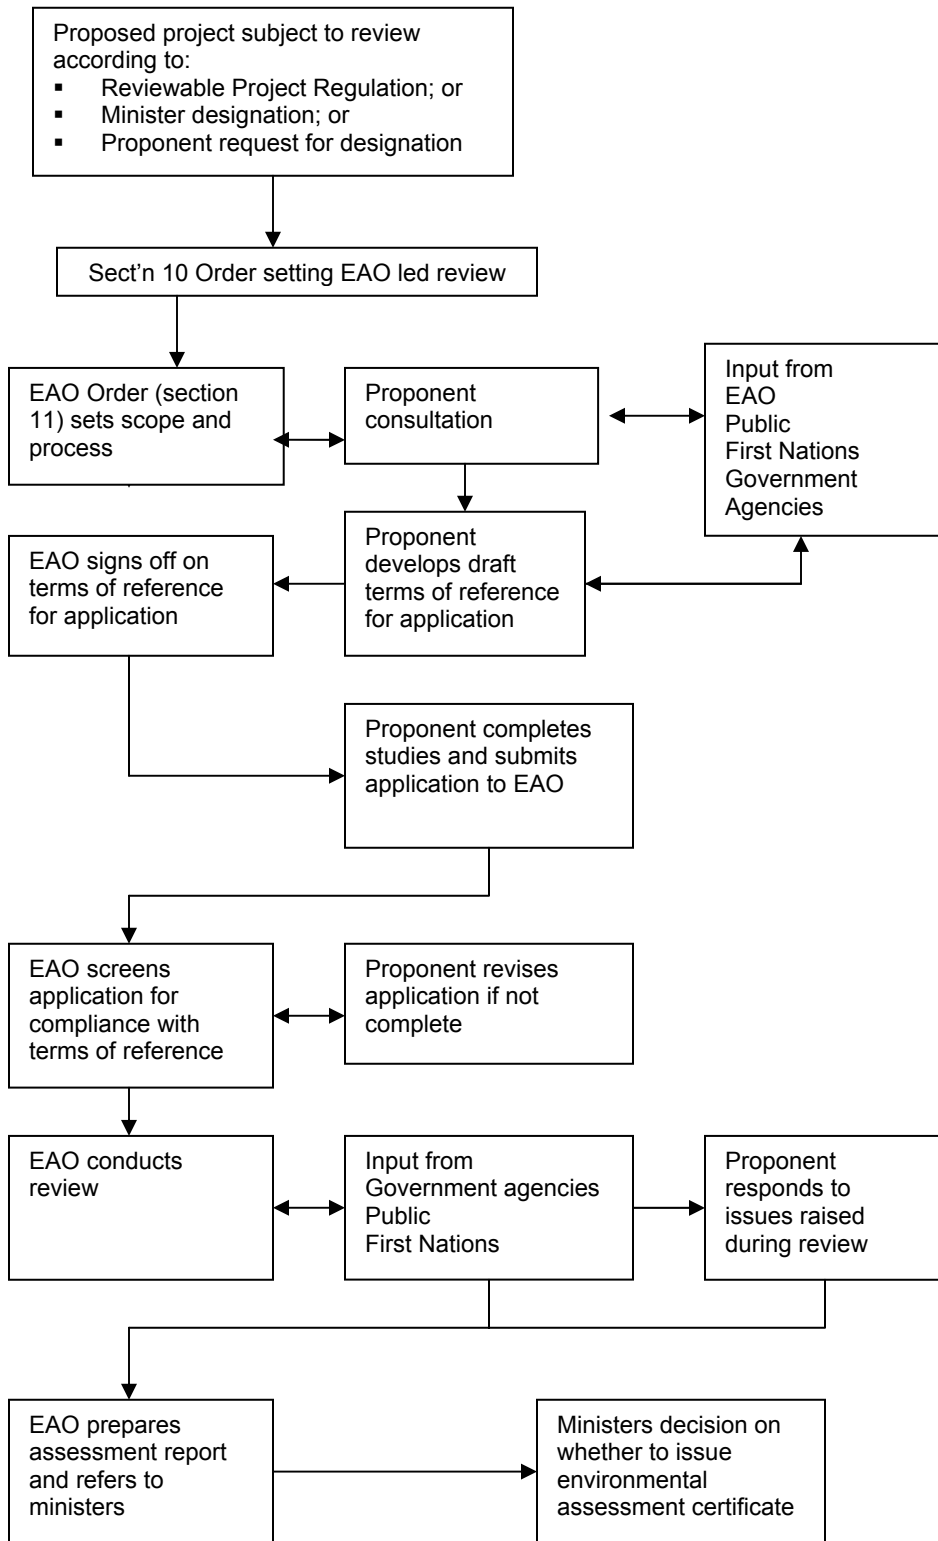 Proposed project subject to review
according to:
▪ Reviewable Project Regulation; or
▪ Minister designation; or
▪ Proponent request for designation
Sect’n 10 Order setting EAO led review
EAO Order (section
11) sets scope and
process
Proponent
consultation
Input from
EAO
Public
First Nations
Government
Agencies
EAO signs off on
terms of reference
for application
Proponent
develops draft
terms of reference
for application
Proponent completes
studies and submits
application to EAO
EAO screens
application for
compliance with
terms of reference
Proponent revises
application if not
complete
EAO conducts
review
Input from
Government agencies
Public
First Nations
Proponent
responds to
issues raised
during review
EAO prepares
assessment report
and refers to
ministers
Ministers decision on
whether to issue
environmental
assessment certificate